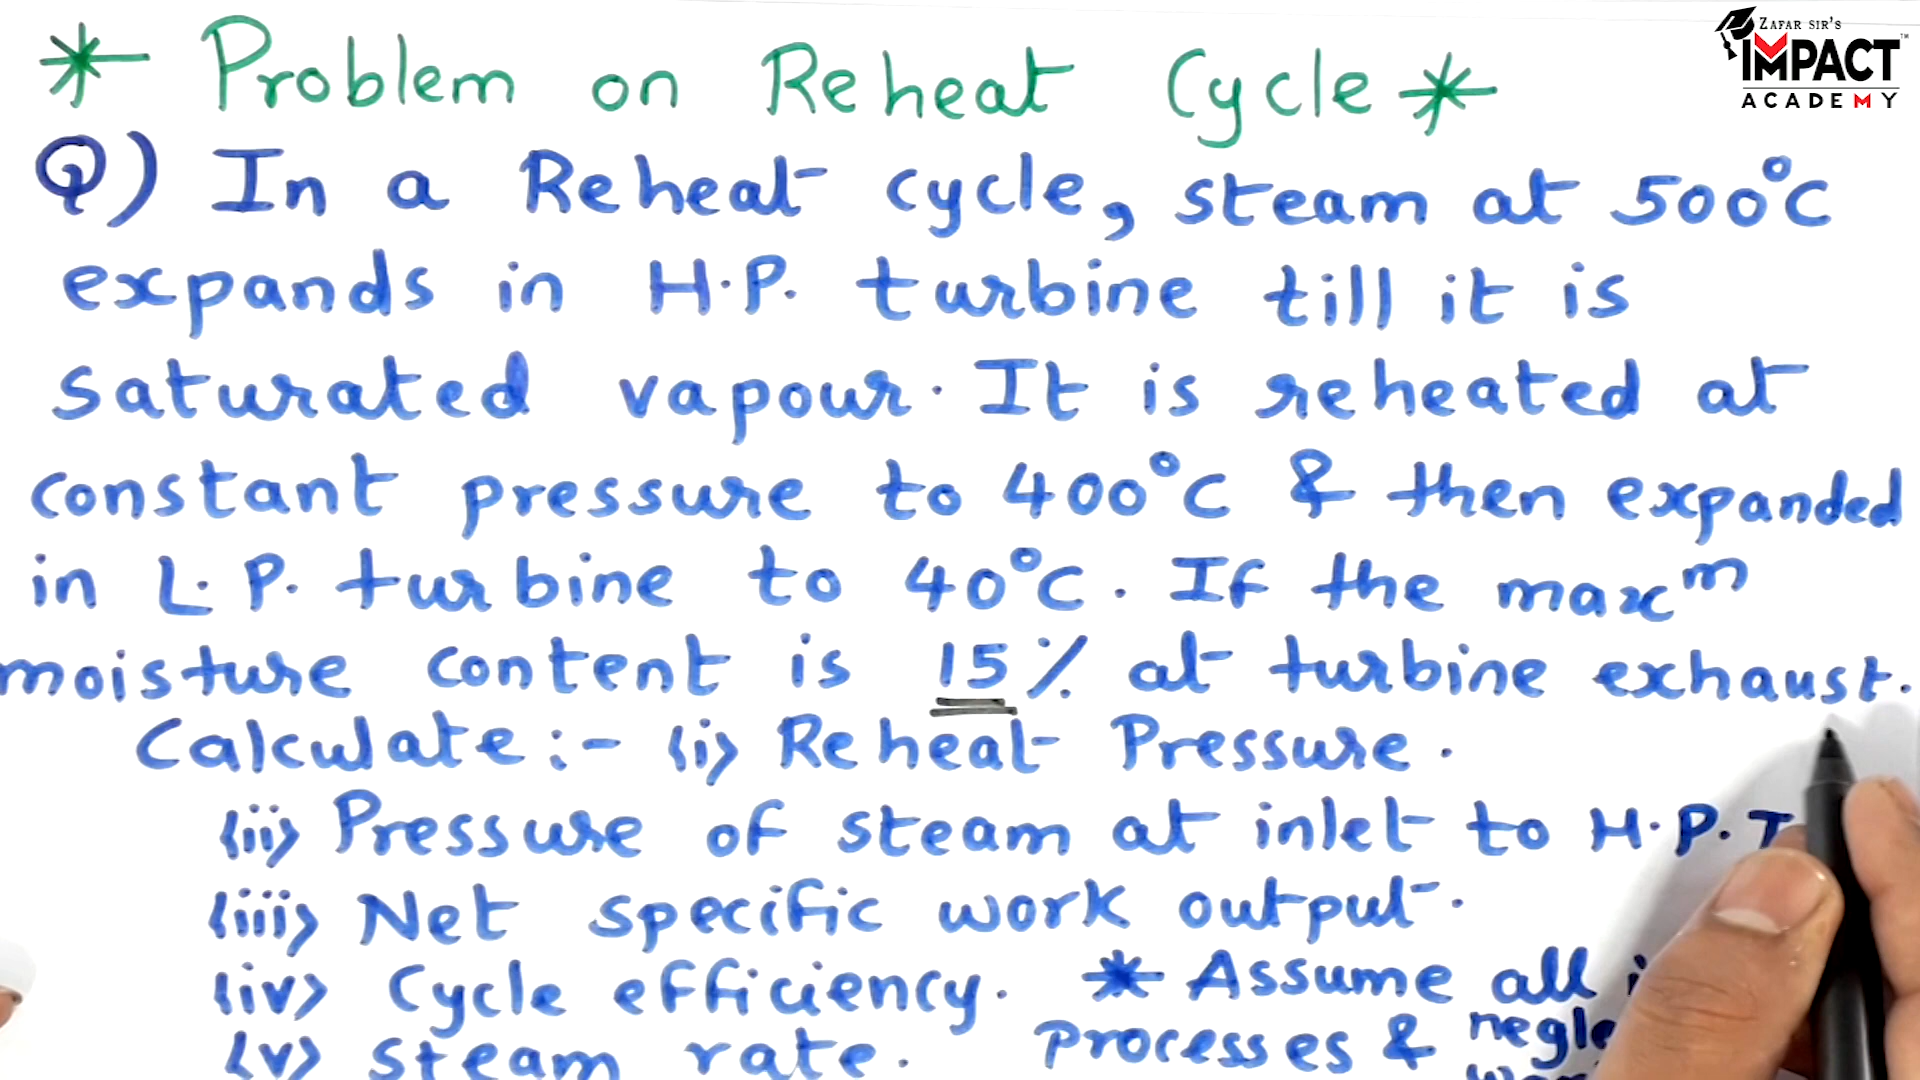 * Problem on Reheat Cycle *
ZAFAR SIR'S
IMPACT™
ACADEMY
Q) In a Reheat cycle, steam at 500°C
expands in H.P. turbine till it is
saturated vapour. It is reheated at
constant pressure to 400°C & then expanded
in L.P. turbine to 40°C. If the maxᵐ
moisture content is 15% at turbine exhaust.
Calculate :- (i) Reheat Pressure.
(ii) Pressure of steam at inlet to H.P.T
(iii) Net specific work output.
(iv) Cycle efficiency. * Assume all
(v) steam rate. processes &